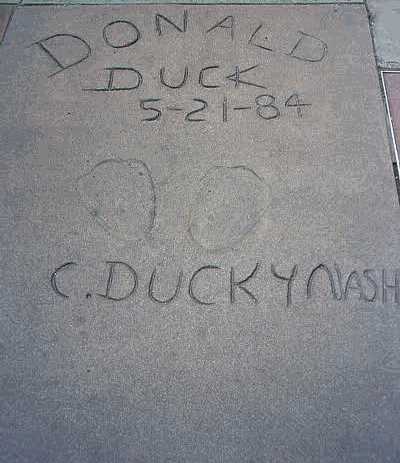 DONALD
DUCK
5-21-84
C. DUCKY NASH